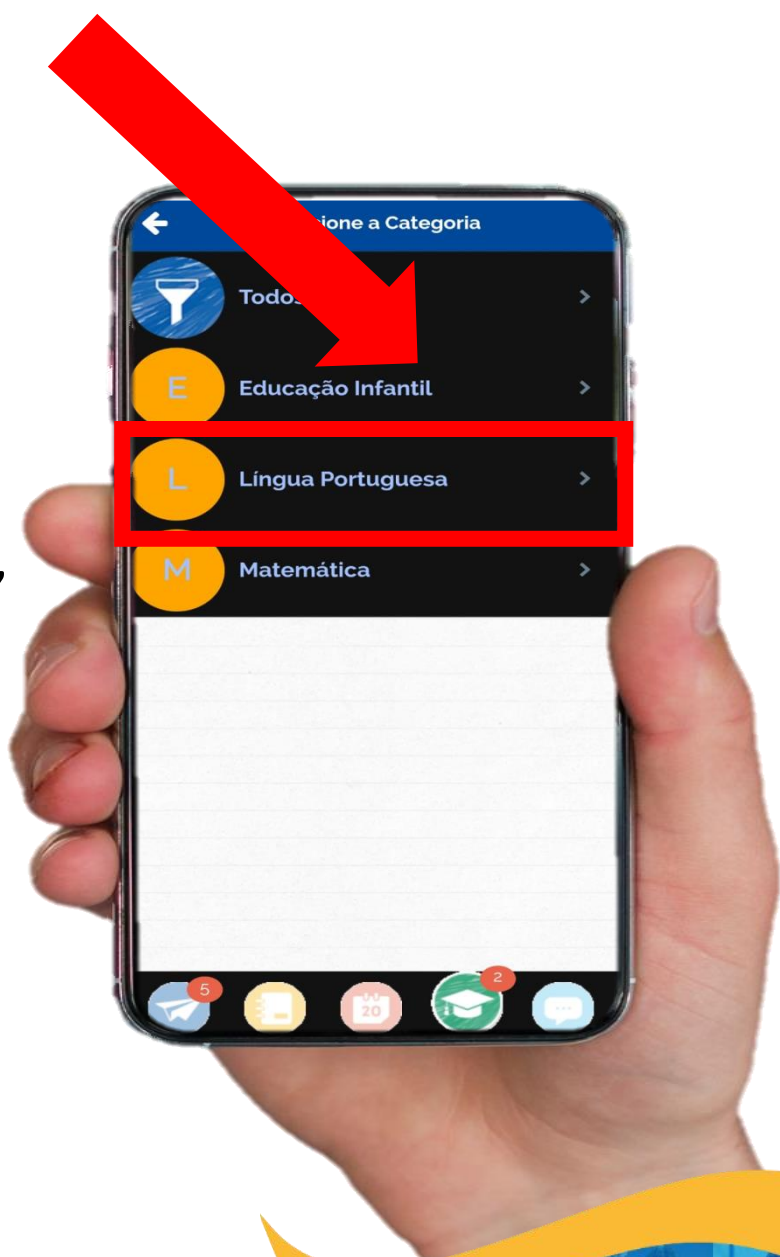 ione a Categoria
Todos
E Educação Infantil
L Língua Portuguesa
M Matemática
5
20
2
,